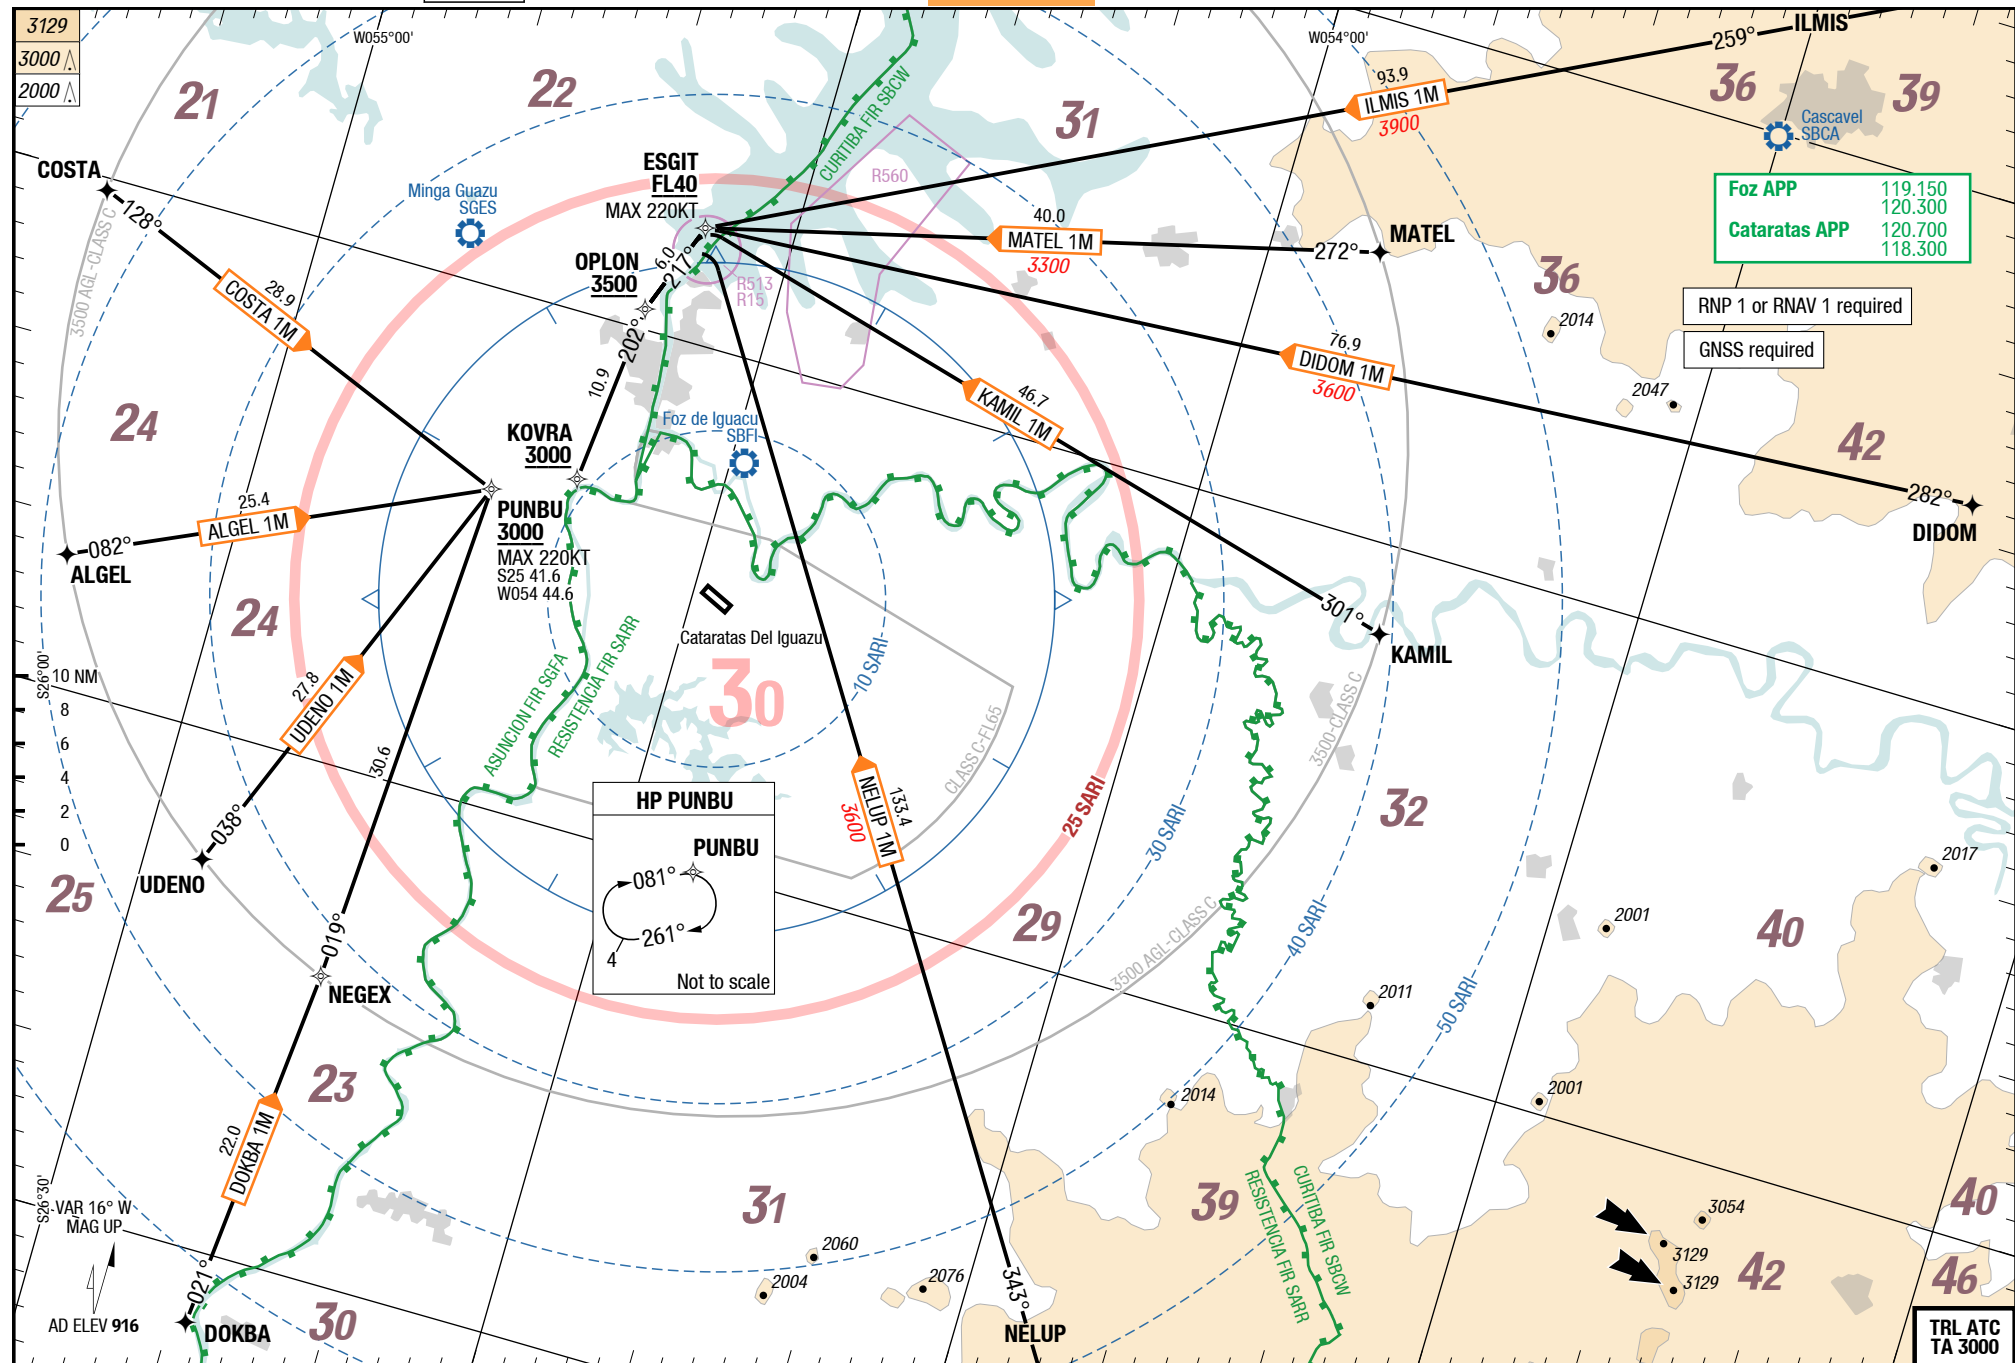 3129
3000
2000
W055°00'
W054°00'
ILMIS
259°
21
22
31
36
39
93.9
ILMIS 1M
3900
CURITIBA FIR SBCW
Cascavel
SBCA
COSTA
128°
3500 AGL-CLASS C
Minga Guazu
SGES
ESGIT
FL40
MAX 220KT
R560
Foz APP 119.150
120.300
Cataratas APP 120.700
118.300
40.0
MATEL 1M
3300
272°
MATEL
OPLON
3500
6.0
217°
R513
R15
36
28.9
COSTA 1M
RNP 1 or RNAV 1 required
GNSS required
2014
202°
10.9
76.9
DIDOM 1M
3600
2047
46.7
KAMIL 1M
24
KOVRA
3000
Foz de Iguacu
SBFI
42
282°
DIDOM
25.4
ALGEL 1M
082°
ALGEL
PUNBU
3000
MAX 220KT
S25 41.6
W054 44.6
24
301°
KAMIL
Cataratas Del Iguazu
30
10 SARI
ASUNCION FIR SGFA
RESISTENCIA FIR SARR
S26°00'
10 NM
8
6
4
2
0
27.8
UDENO 1M
30.6
038°
UDENO
CLASS C-FL65
3500-CLASS C
HP PUNBU
PUNBU
081°
261°
4
Not to scale
NELUP 1M
133.4
3600
25 SARI
30 SARI
32
25
2017
2001
40
29
40 SARI
3500 AGL-CLASS C
019°
NEGEX
2011
50 SARI
23
2014
2001
22.0
DOKBA 1M
S26°30'
VAR 16° W
MAG UP
31
39
RESISTENCIA FIR SARR
CURITIBA FIR SBCW
3054
3129
3129
40
42
46
2060
2004
2076
021°
DOKBA
AD ELEV 916
30
343°
NELUP
TRL ATC
TA 3000